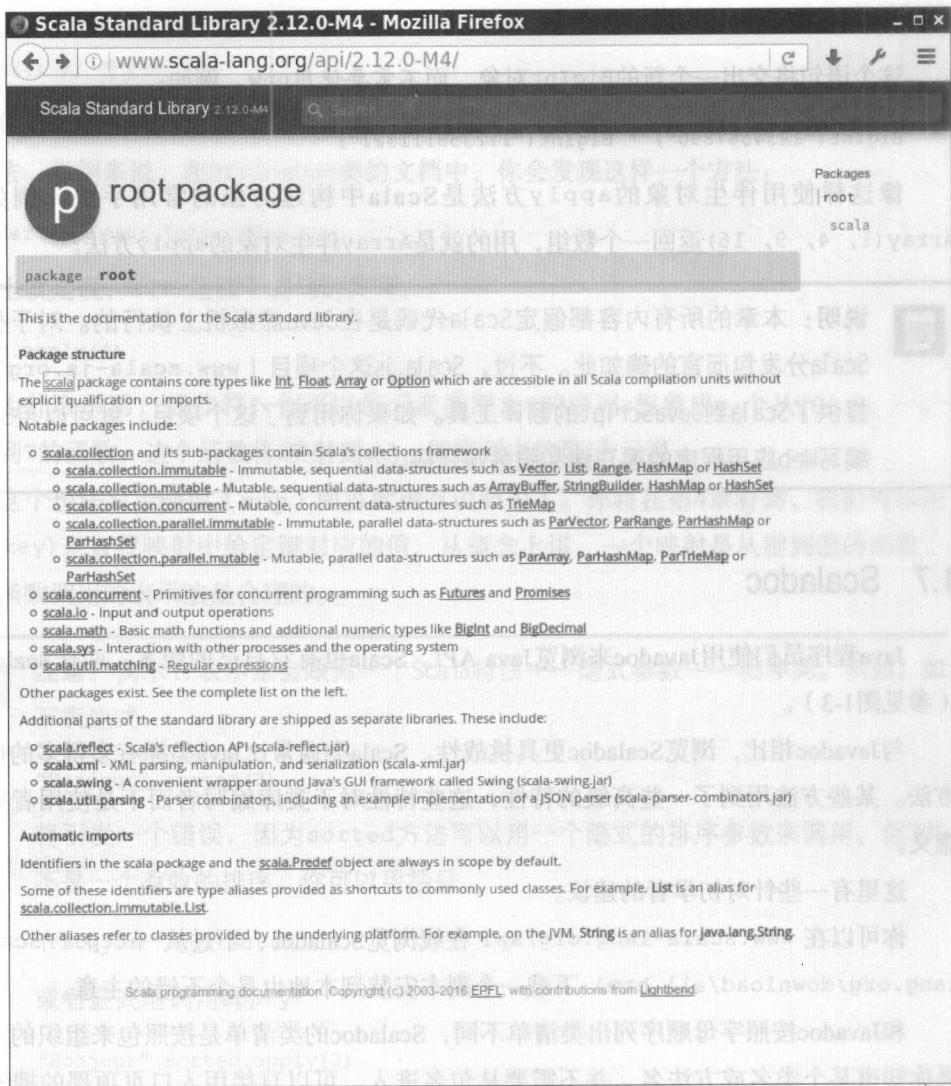 Scala Standard Library 2.12.0-M4 - Mozilla Firefox
www.scala-lang.org/api/2.12.0-M4/
Scala Standard Library 2.12.0-M4
Search
p
root package
Packages
root
scala
package root
This is the documentation for the Scala standard library.
Package structure
The scala package contains core types like Int, Float, Array or Option which are accessible in all Scala compilation units without
explicit qualification or imports.
Notable packages include:
scala.collection and its sub-packages contain Scala's collections framework
scala.collection.immutable - Immutable, sequential data-structures such as Vector, List, Range, HashMap or HashSet
scala.collection.mutable - Mutable, sequential data-structures such as ArrayBuffer, StringBuilder, HashMap or HashSet
scala.collection.concurrent - Mutable, concurrent data-structures such as TrieMap
scala.collection.parallel.immutable - Immutable, parallel data-structures such as ParVector, ParRange, ParHashMap or
ParHashSet
scala.collection.parallel.mutable - Mutable, parallel data-structures such as ParArray, ParHashMap, ParTrieMap or
ParHashSet
scala.concurrent - Primitives for concurrent programming such as Futures and Promises
scala.io - Input and output operations
scala.math - Basic math functions and additional numeric types like BigInt and BigDecimal
scala.sys - Interaction with other processes and the operating system
scala.util.matching - Regular expressions
Other packages exist. See the complete list on the left.
Additional parts of the standard library are shipped as separate libraries. These include:
scala.reflect - Scala's reflection API (scala-reflect.jar)
scala.xml - XML parsing, manipulation, and serialization (scala-xml.jar)
scala.swing - A convenient wrapper around Java's GUI framework called Swing (scala-swing.jar)
scala.util.parsing - Parser combinators, including an example implementation of a JSON parser (scala-parser-combinators.jar)
Automatic imports
Identifiers in the scala package and the scala.Predef object are always in scope by default.
Some of these identifiers are type aliases provided as shortcuts to commonly used classes. For example, List is an alias for
scala.collection.immutable.List.
Other aliases refer to classes provided by the underlying platform. For example, on the JVM, String is an alias for java.lang.String.
Scala programming documentation. Copyright (c) 2003-2016 EPFL, with contributions from Lightbend.